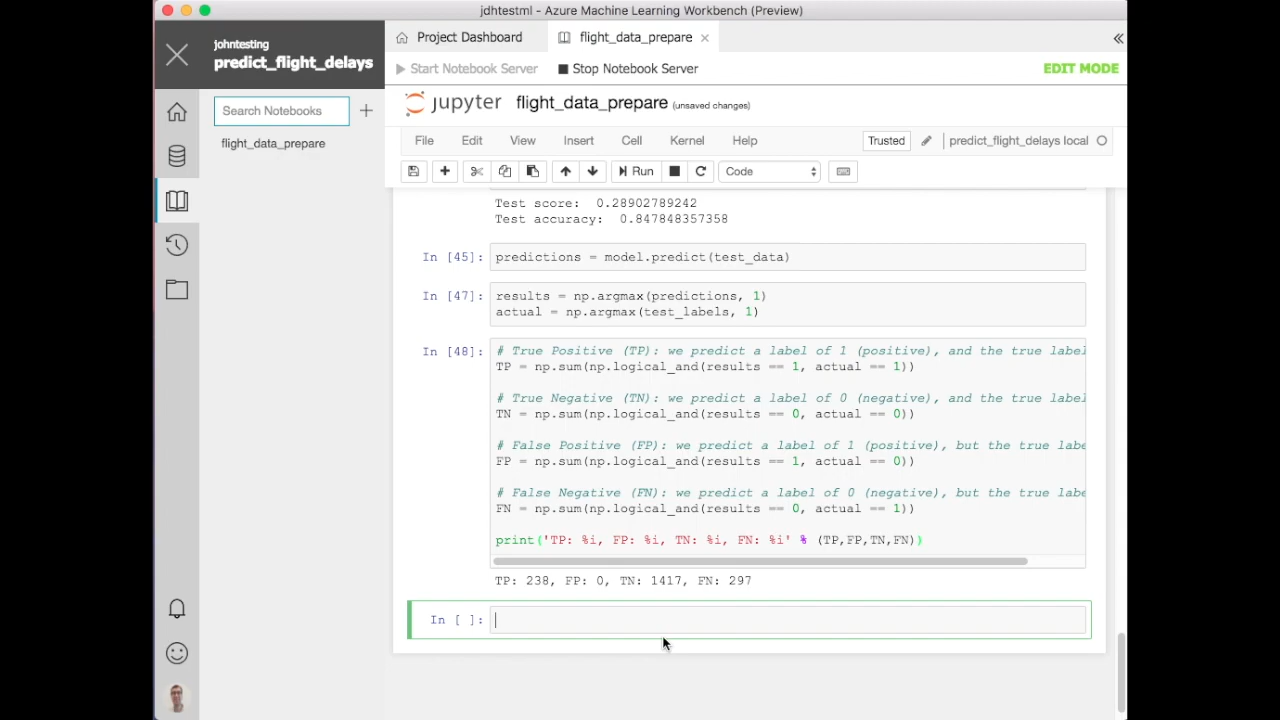 jdhtestml - Azure Machine Learning Workbench (Preview)
johntesting
predict_flight_delays
Project Dashboard
flight_data_prepare
Start Notebook Server
Stop Notebook Server
EDIT MODE
Search Notebooks
flight_data_prepare
jupyter flight_data_prepare (unsaved changes)
File Edit View Insert Cell Kernel Help
Trusted
predict_flight_delays local
Run
Code
Test score:  0.28902789242
Test accuracy:  0.847848357358
In [45]: predictions = model.predict(test_data)
In [47]: results = np.argmax(predictions, 1)
actual = np.argmax(test_labels, 1)
In [48]: # True Positive (TP): we predict a label of 1 (positive), and the true label
TP = np.sum(np.logical_and(results == 1, actual == 1))
# True Negative (TN): we predict a label of 0 (negative), and the true label
TN = np.sum(np.logical_and(results == 0, actual == 0))
# False Positive (FP): we predict a label of 1 (positive), but the true labe
FP = np.sum(np.logical_and(results == 1, actual == 0))
# False Negative (FN): we predict a label of 0 (negative), but the true labe
FN = np.sum(np.logical_and(results == 0, actual == 1))
print('TP: %i, FP: %i, TN: %i, FN: %i' % (TP,FP,TN,FN))
TP: 238, FP: 0, TN: 1417, FN: 297
In [ ]: